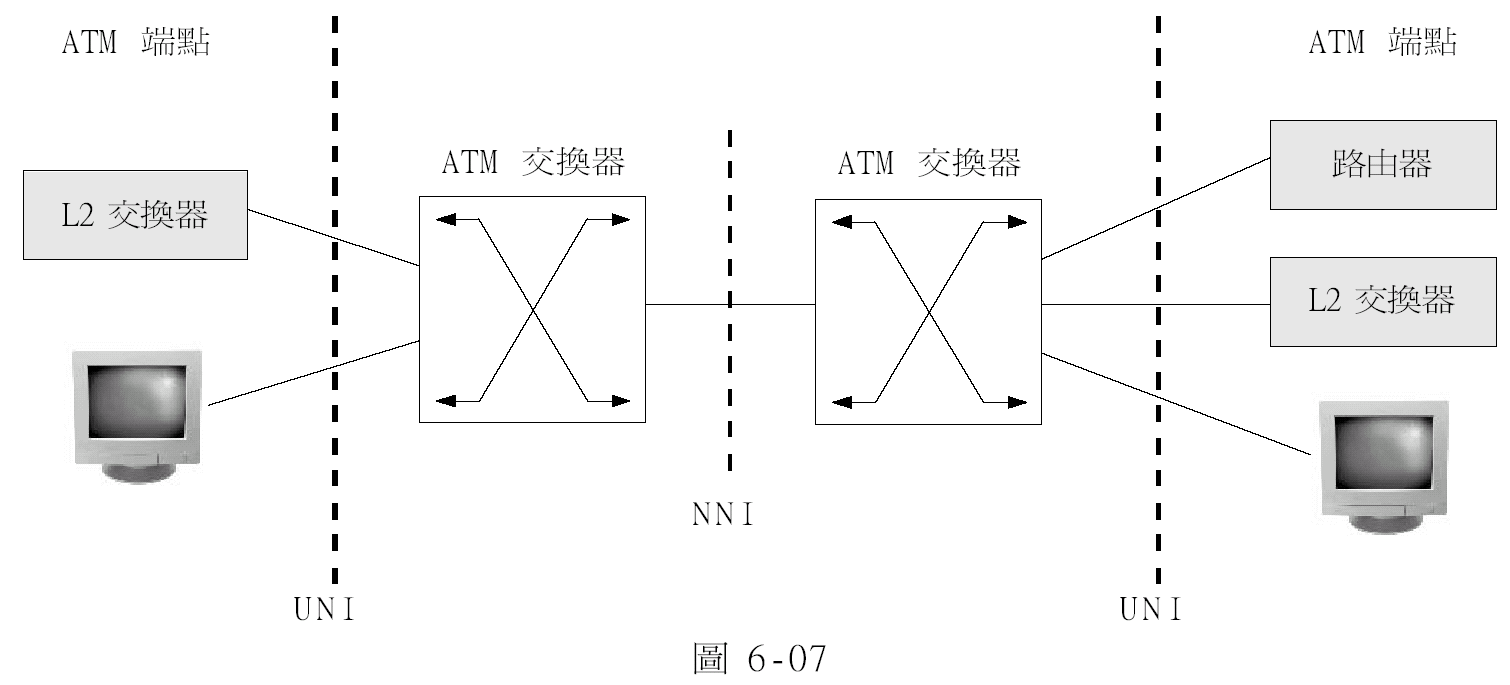 ATM 端點
ATM 端點
ATM 交換器
ATM 交換器
路由器
L2 交換器
L2 交換器
NNI
UNI
UNI
圖 6-07